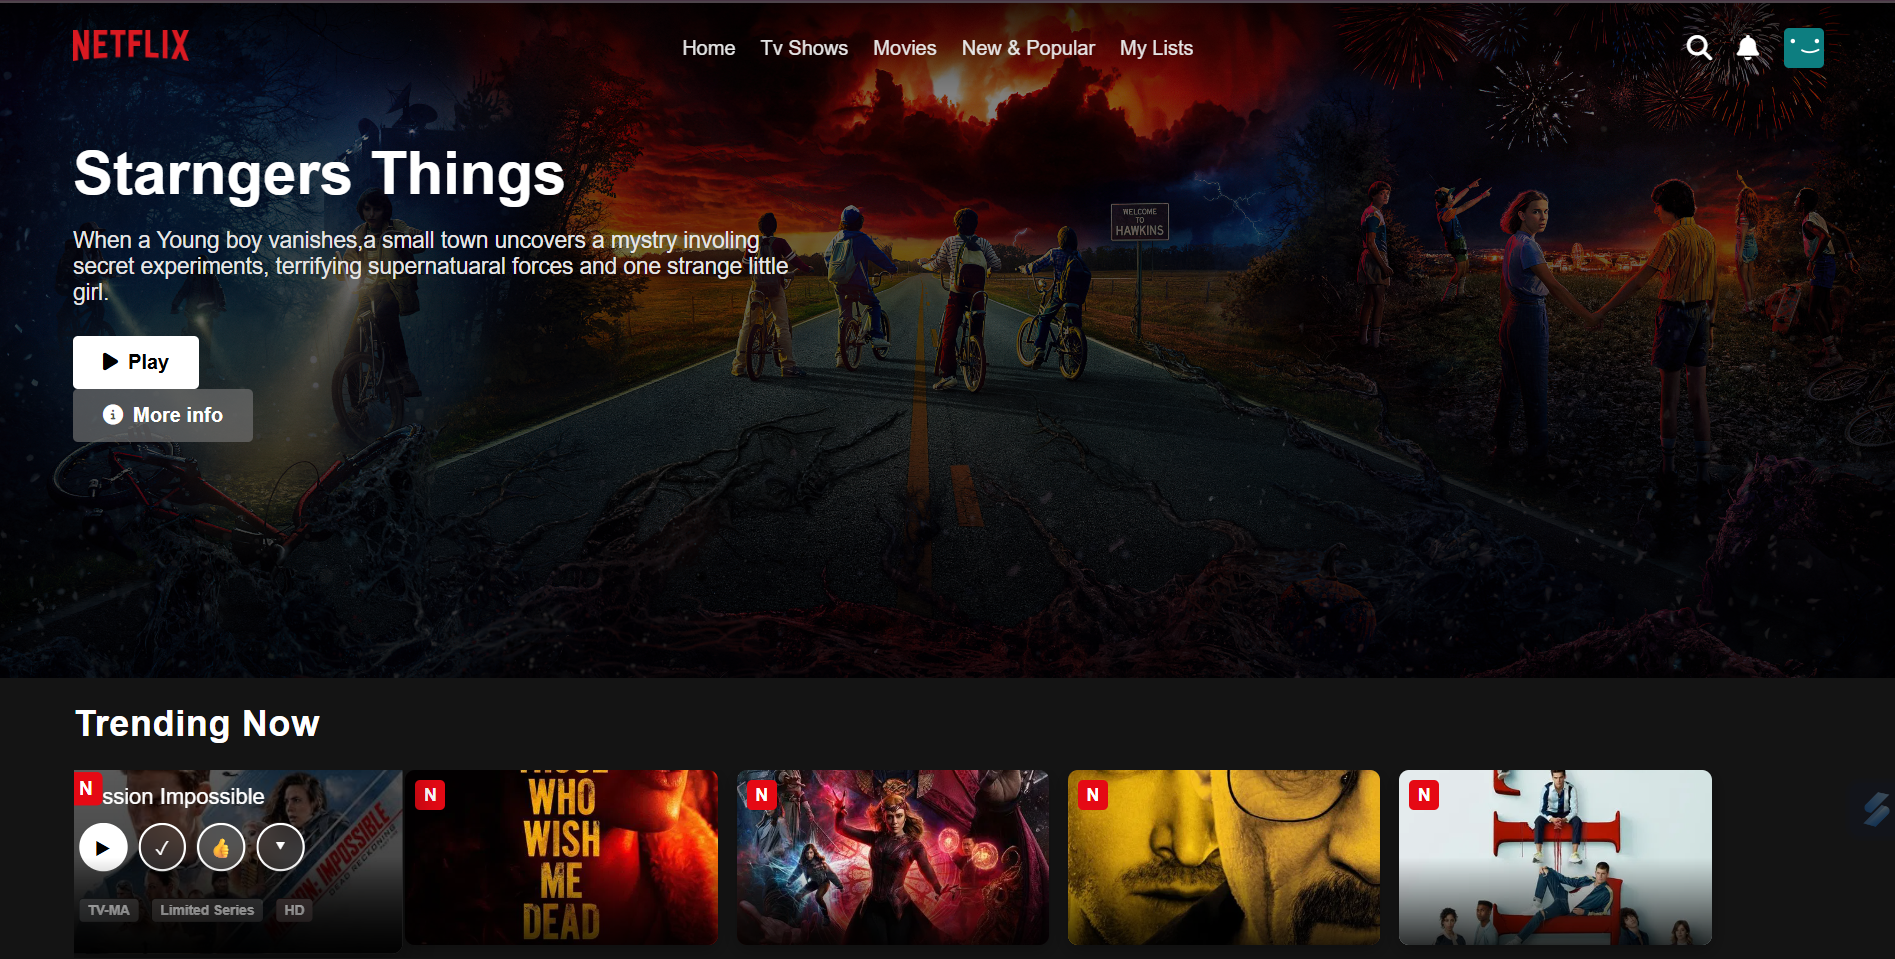 NETFLIX
Home Tv Shows Movies New & Popular My Lists
WELCOME
TO
HAWKINS
Starngers Things
When a Young boy vanishes,a small town uncovers a mystry involing
secret experiments, terrifying supernatuaral forces and one strange little
girl.
Play
More info
Trending Now
N
ssion Impossible
TV-MA Limited Series HD
ION: IMPOSSIBLE
DEAD RECKONING
N
THOSE
WHO
WISH
ME
DEAD
N
N
N